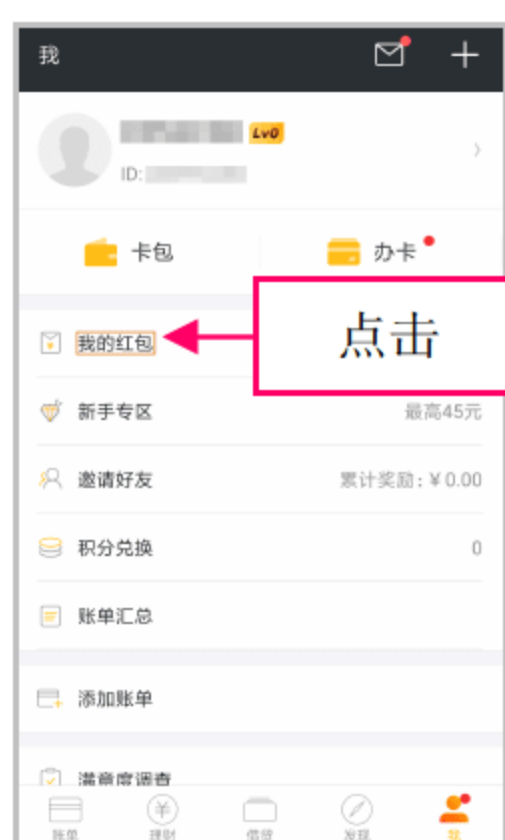 我
Lv0
ID:
卡包
办卡
我的红包
点击
新手专区
最高45元
邀请好友
累计奖励:¥0.00
积分兑换
0
账单汇总
添加账单
满意度调查
账单
理财
借贷
发现
我